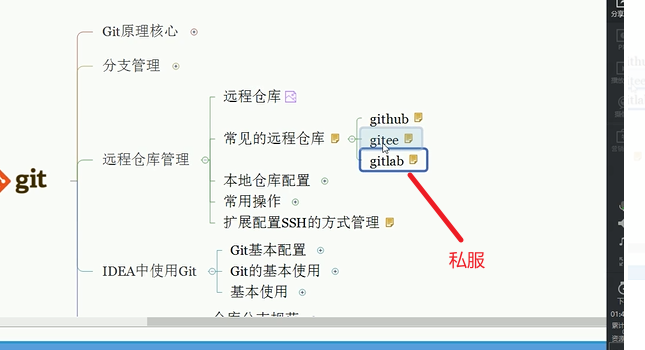 Git原理核心
分支管理
远程仓库
常见的远程仓库
github
gitee
gitlab
远程仓库管理
git
本地仓库配置
常用操作
扩展配置SSH的方式管理
私服
Git基本配置
IDEA中使用Git
Git的基本使用
基本使用